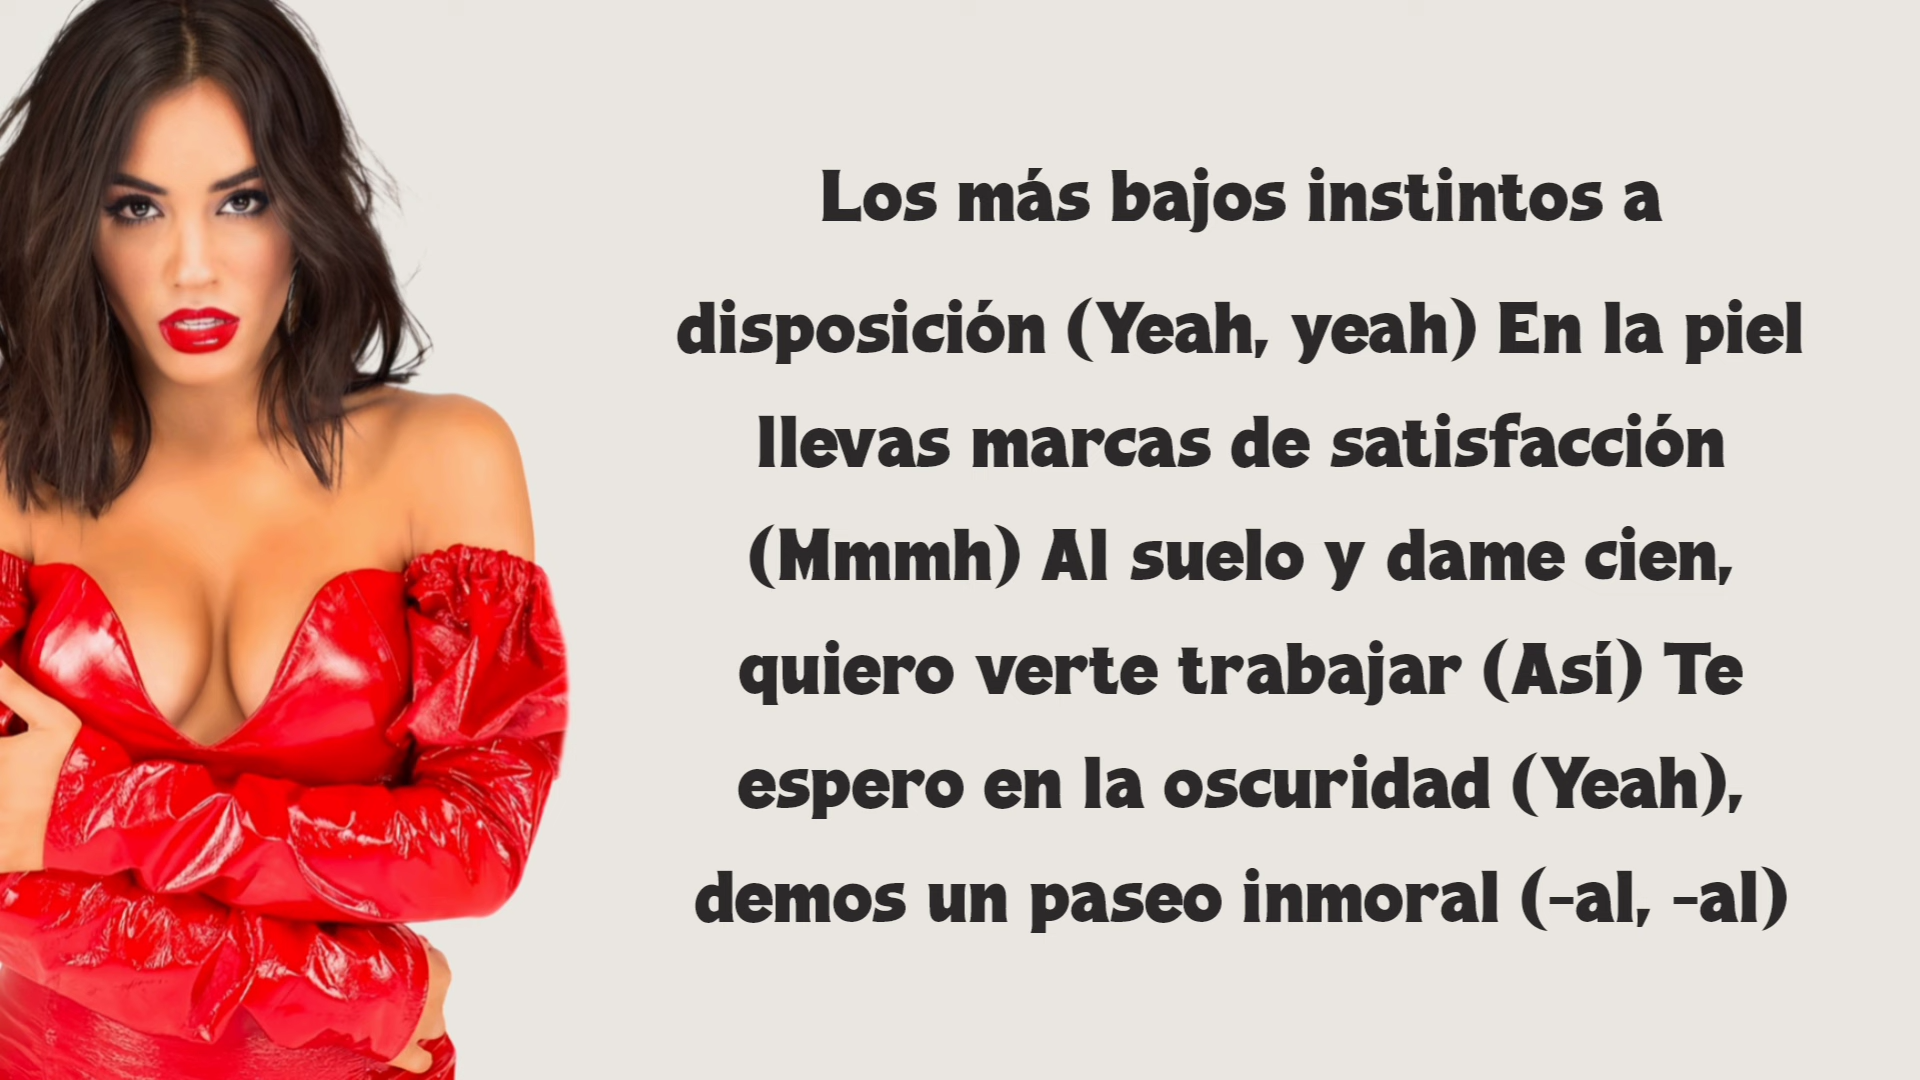 Los más bajos instintos a
disposición (Yeah, yeah) En la piel
llevas marcas de satisfacción
(Mmmh) Al suelo y dame cien,
quiero verte trabajar (Así) Te
espero en la oscuridad (Yeah),
demos un paseo inmoral (-al, -al)